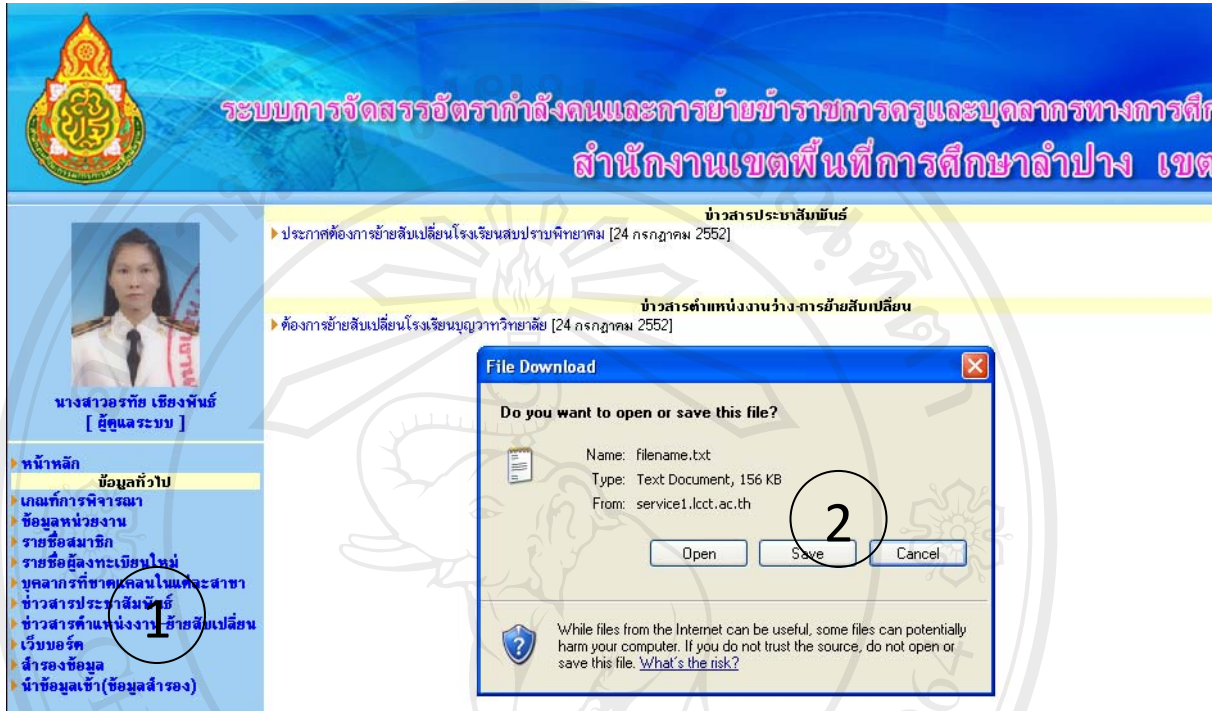 ระบบการจัดสรรอัตรากำลังคนและการย้ายข้าราชการครูและบุคลากรทางการศึก
สำนักงานเขตพื้นที่การศึกษาลำปาง เขต
ข่าวสารประชาสัมพันธ์
ประกาศต้องการย้ายสับเปลี่ยนโรงเรียนสบปราบพิทยาคม [24 กรกฎาคม 2552]
ข่าวสารตำแหน่งงานว่าง-การย้ายสับเปลี่ยน
ต้องการย้ายสับเปลี่ยนโรงเรียนบุญวาทวิทยาลัย [24 กรกฎาคม 2552]
นางสาวอรทัย เชียงพันธ์
[ ผู้ดูแลระบบ ]
หน้าหลัก
ข้อมูลทั่วไป
เกณฑ์การพิจารณา
ข้อมูลหน่วยงาน
รายชื่อสมาชิก
รายชื่อผู้ลงทะเบียนใหม่
บุคลากรที่ขาดแคลนในแต่ละสาขา
ข่าวสารประชาสัมพันธ์
ข่าวสารตำแหน่งงาน-ย้ายสับเปลี่ยน
เว็บบอร์ด
สำรองข้อมูล
นำข้อมูลเข้า(ข้อมูลสำรอง)
1
File Download
Do you want to open or save this file?
Name: filename.txt
Type: Text Document, 156 KB
From: service1.lcct.ac.th
2
Open Save Cancel
While files from the Internet can be useful, some files can potentially
harm your computer. If you do not trust the source, do not open or
save this file. What's the risk?